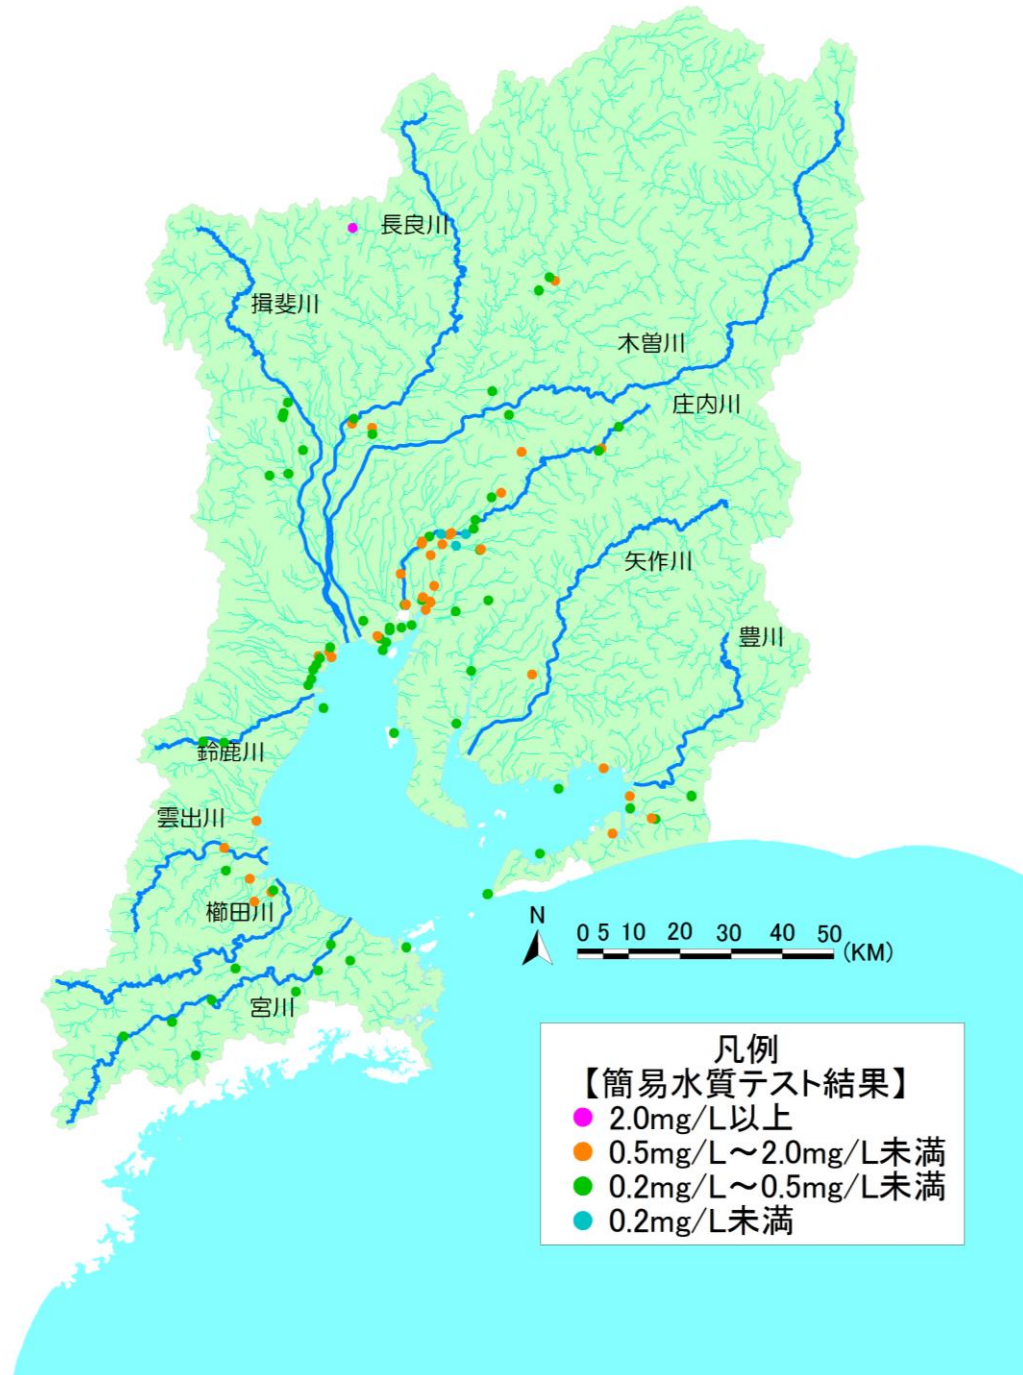 長良川
揖斐川
木曽川
庄内川
矢作川
豊川
鈴鹿川
雲出川
櫛田川
宮川
N
0 5 10 20 30 40 50
(KM)
凡例
【簡易水質テスト結果】
2.0mg/L以上
0.5mg/L～2.0mg/L未満
0.2mg/L～0.5mg/L未満
0.2mg/L未満